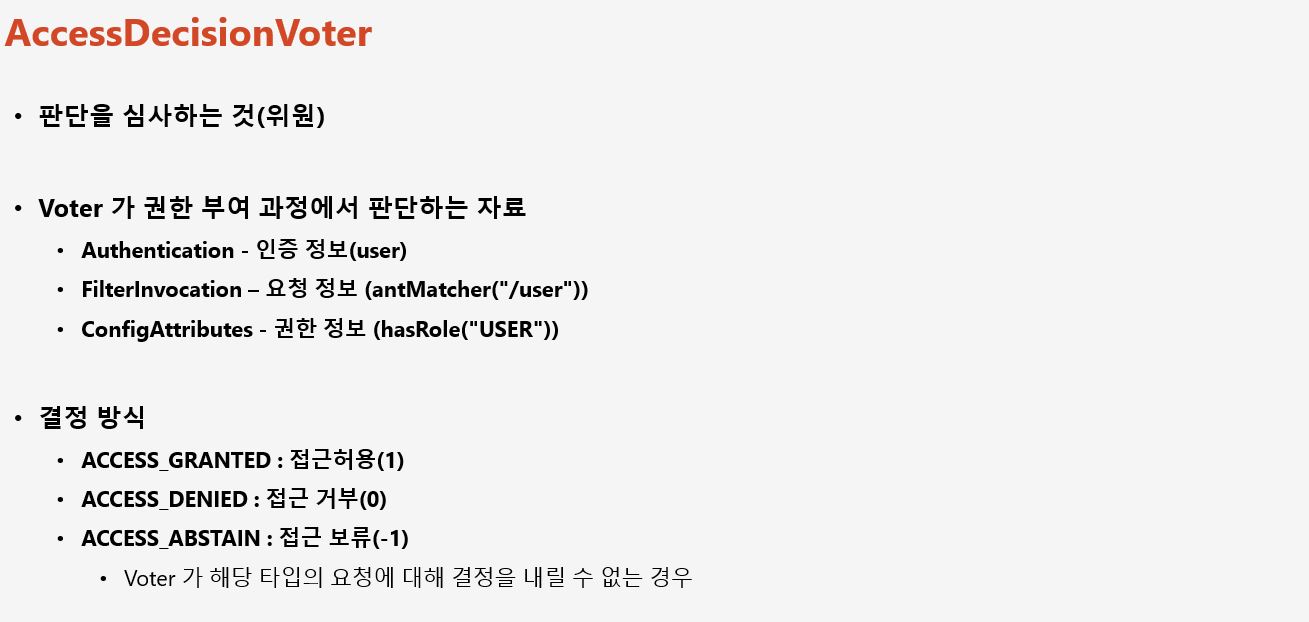 AccessDecisionVoter
• 판단을 심사하는 것(위원)
• Voter 가 권한 부여 과정에서 판단하는 자료
• Authentication - 인증 정보(user)
• FilterInvocation – 요청 정보 (antMatcher("/user"))
• ConfigAttributes - 권한 정보 (hasRole("USER"))
• 결정 방식
• ACCESS_GRANTED : 접근허용(1)
• ACCESS_DENIED : 접근 거부(0)
• ACCESS_ABSTAIN : 접근 보류(-1)
• Voter 가 해당 타입의 요청에 대해 결정을 내릴 수 없는 경우